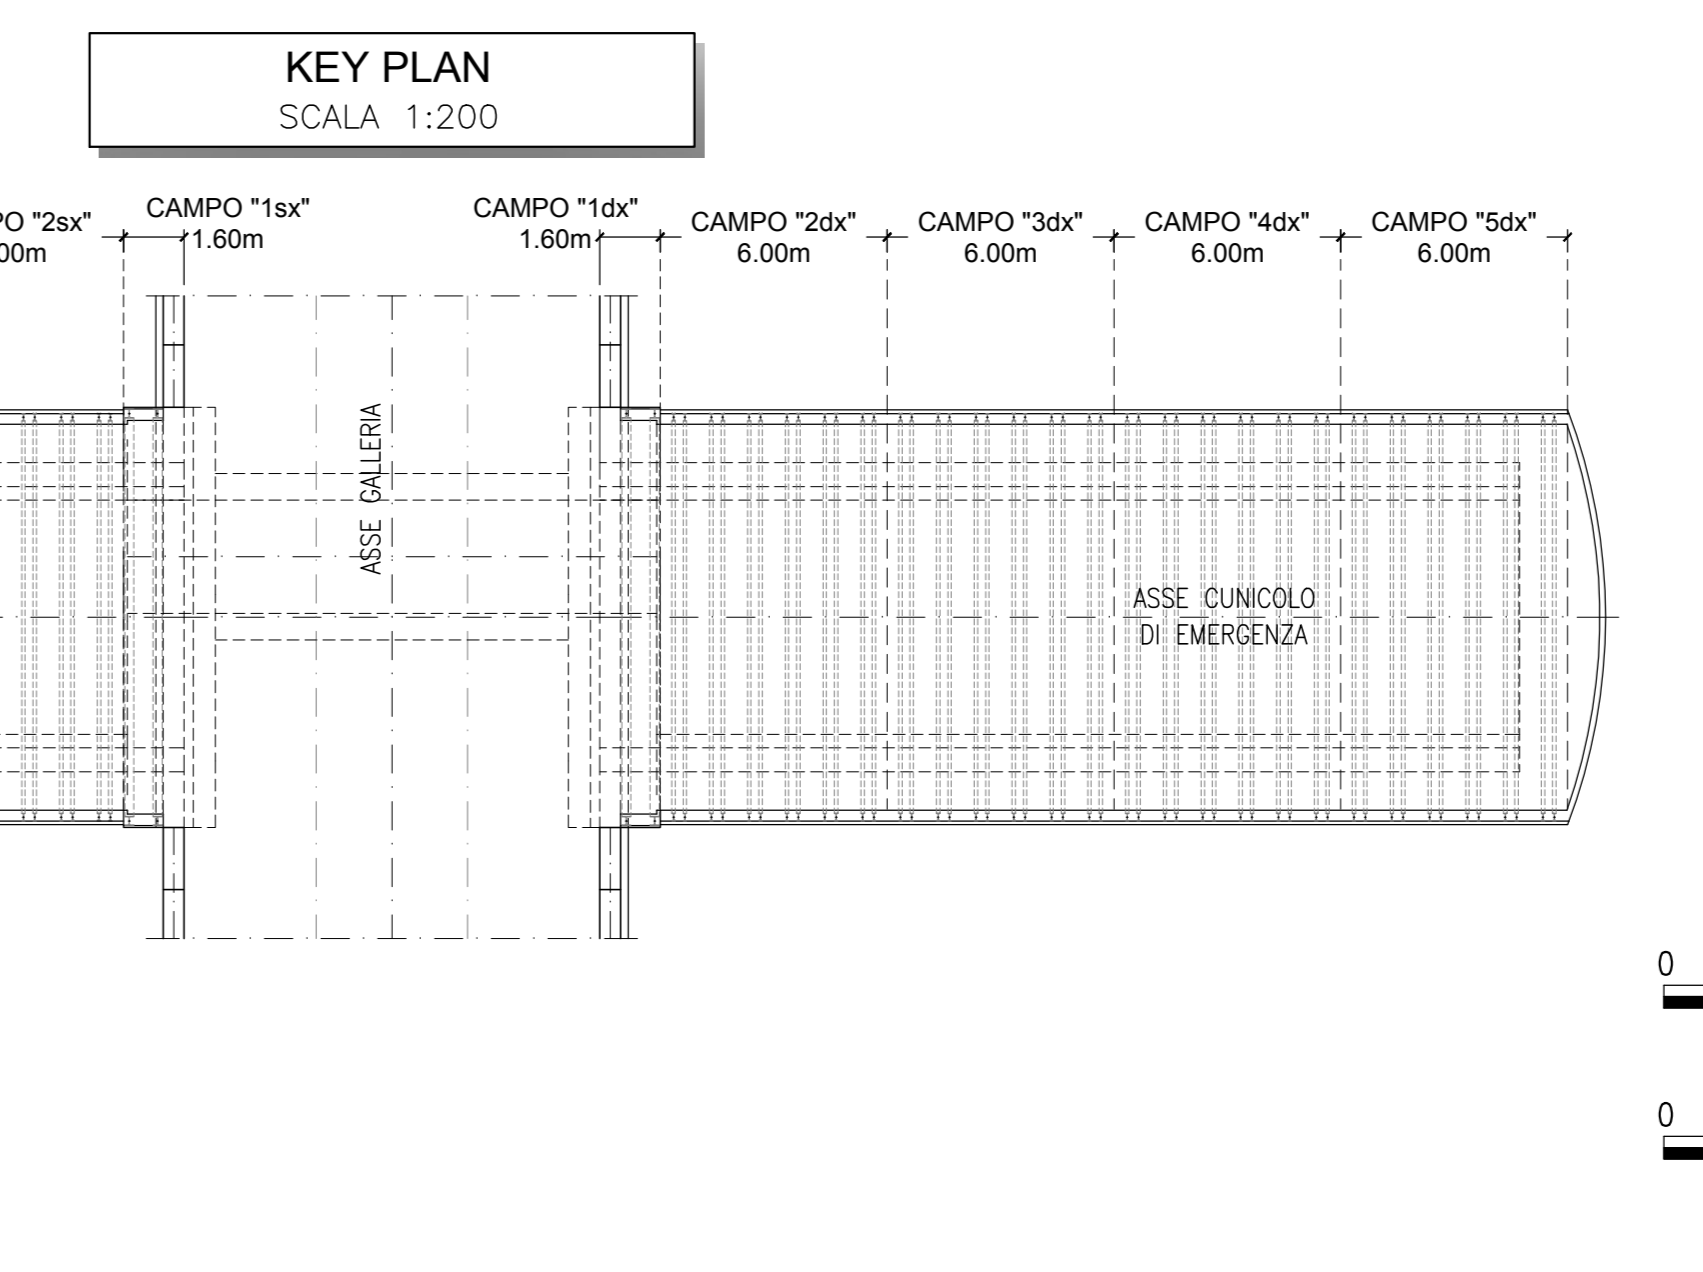 KEY PLAN
SCALA 1:200
"2sx"
CAMPO "1sx"
1.60m
CAMPO "1dx"
1.60m
CAMPO "2dx"
6.00m
CAMPO "3dx"
6.00m
CAMPO "4dx"
6.00m
CAMPO "5dx"
6.00m
ASSE GALLERIA
ASSE CUNICOLO
DI EMERGENZA
0
0